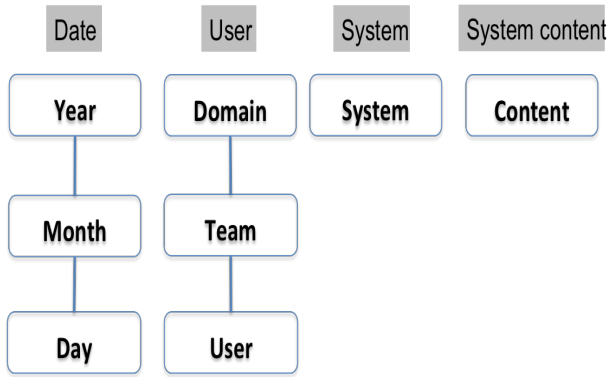 Date
User
System
System content
Year
Domain
System
Content
Month
Team
Day
User